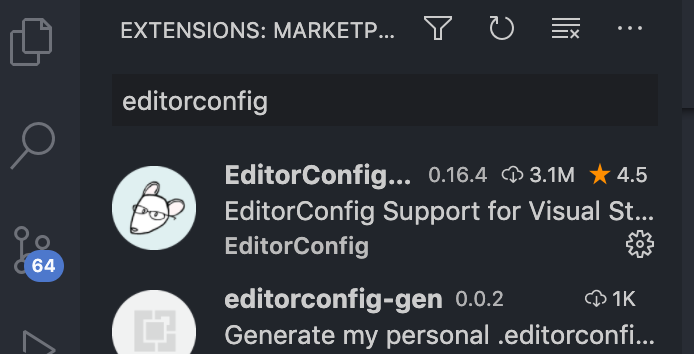 EXTENSIONS: MARKETP...
editorconfig
EditorConfig... 0.16.4 3.1M 4.5
EditorConfig Support for Visual St...
EditorConfig
64
editorconfig-gen 0.0.2 1K
Generate my personal .editorconfi...